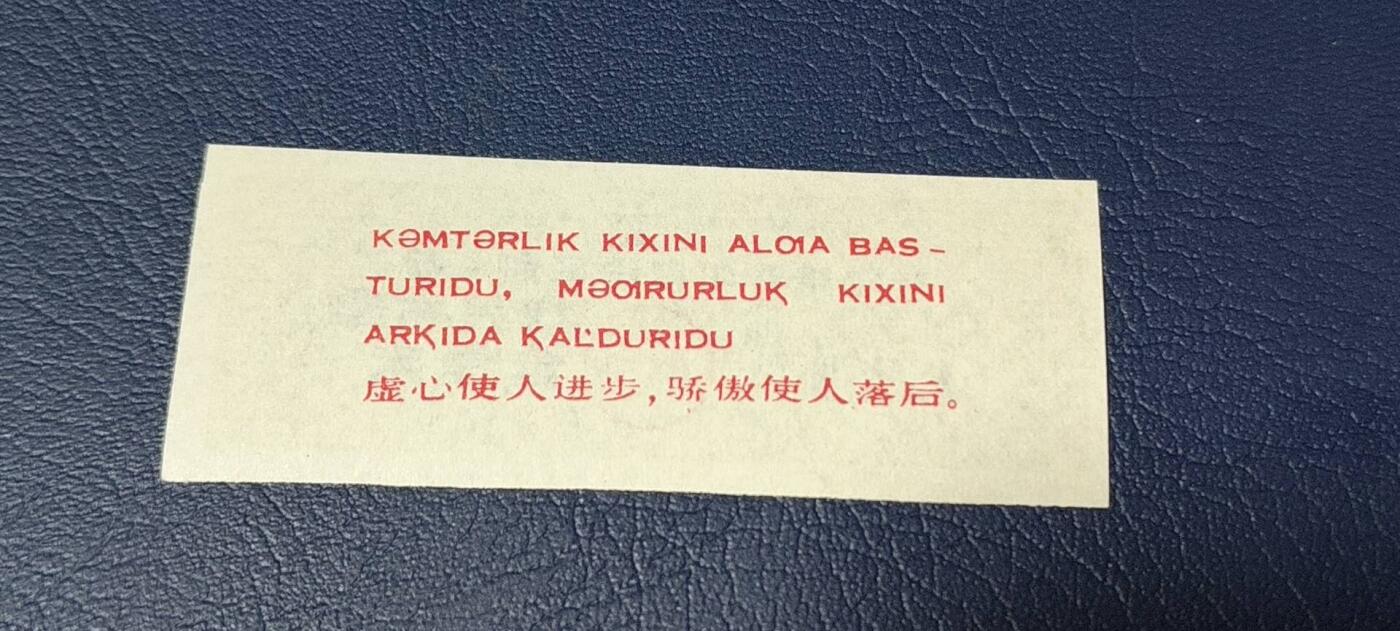 KƏMTƏRLIK KIXINI ALƢA BAS-
TURIDU, MƏƢRURLUⱩ KIXINI
ARⱩIDA ⱩALDURIDU
虚心使人进步,骄傲使人落后。